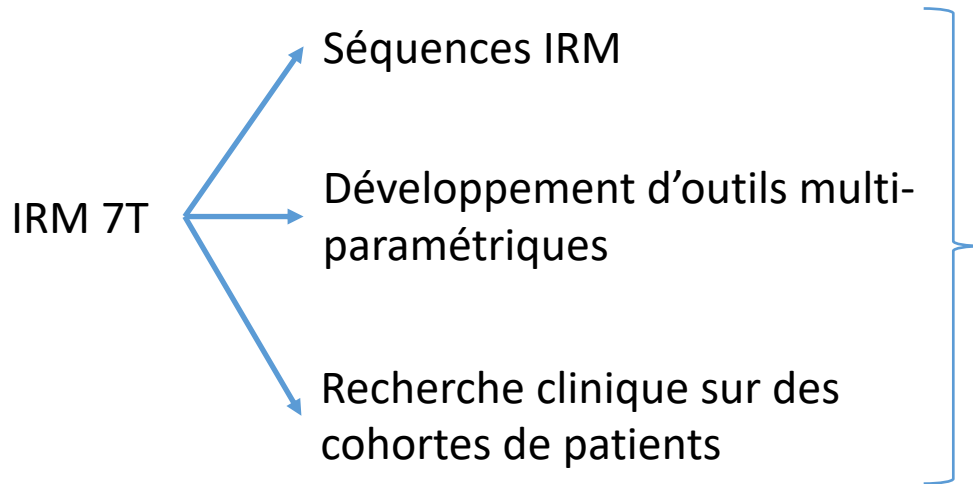 Séquences IRM
IRM 7T
Développement d'outils multi-
paramétriques
Recherche clinique sur des
cohortes de patients